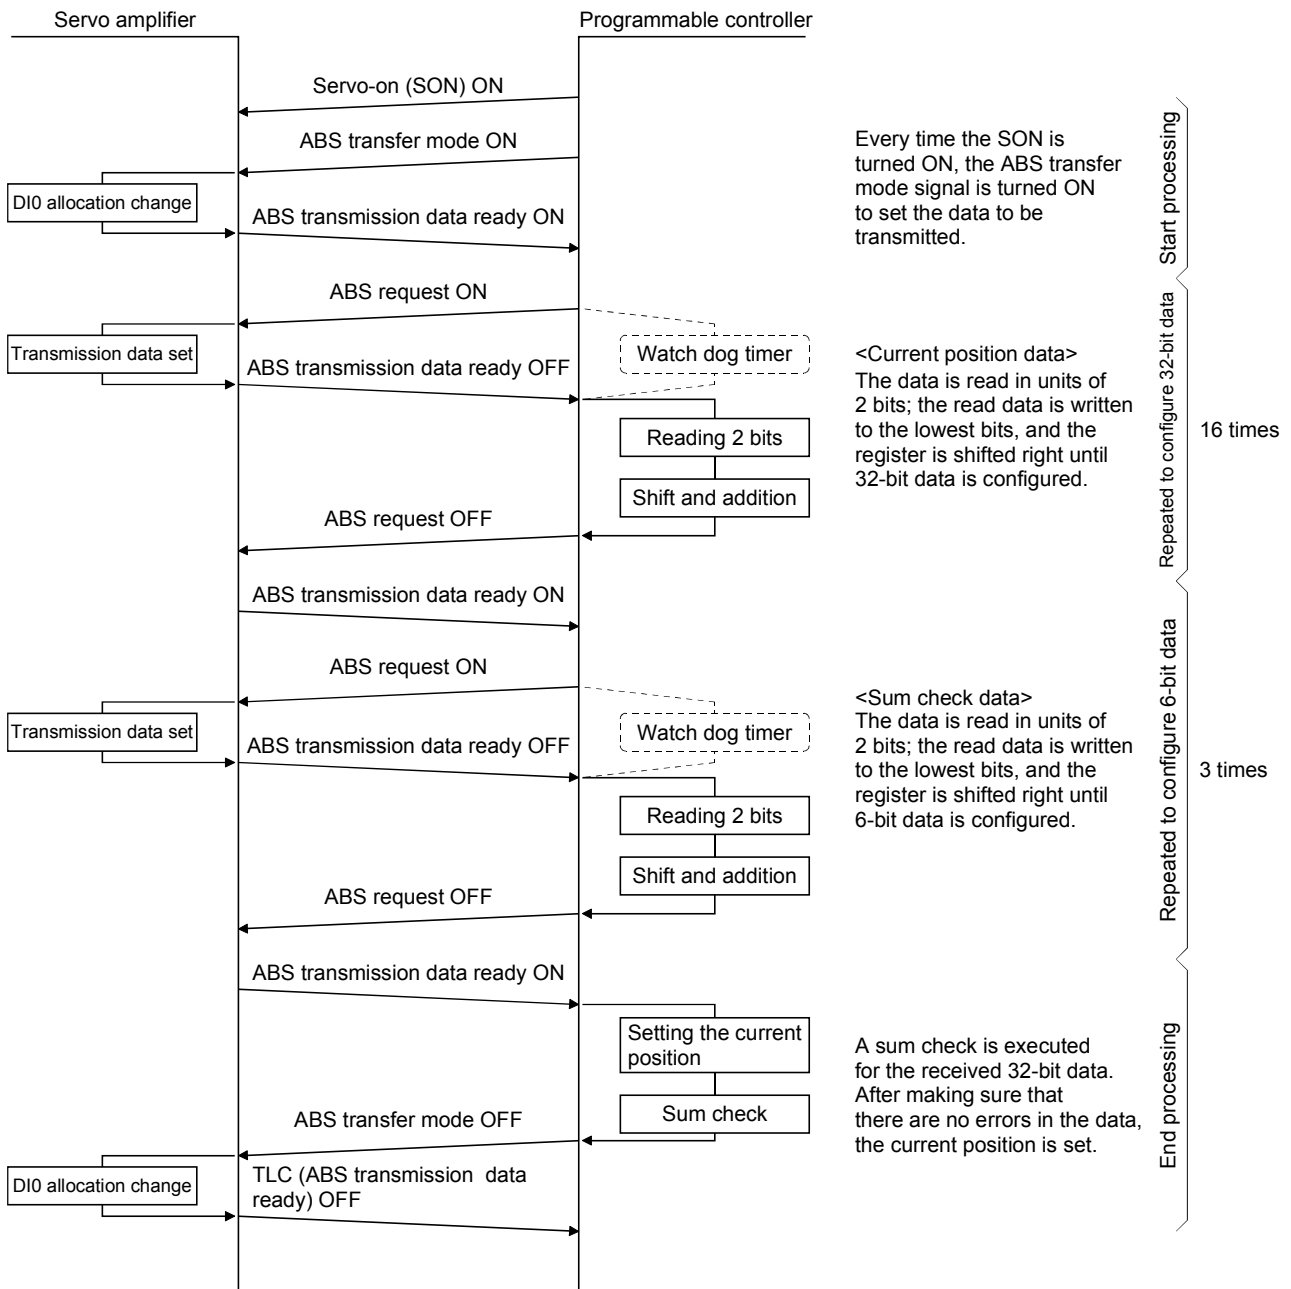 Servo amplifier
Programmable controller
Servo-on (SON) ON
ABS transfer mode ON
DI0 allocation change
ABS transmission data ready ON
Every time the SON is
turned ON, the ABS transfer
mode signal is turned ON
to set the data to be
transmitted.
Start processing
ABS request ON
Transmission data set
Watch dog timer
ABS transmission data ready OFF
Reading 2 bits
Shift and addition
ABS request OFF
<Current position data>
The data is read in units of
2 bits; the read data is written
to the lowest bits, and the
register is shifted right until
32-bit data is configured.
Repeated to configure 32-bit data
16 times
ABS transmission data ready ON
ABS request ON
Transmission data set
Watch dog timer
ABS transmission data ready OFF
Reading 2 bits
Shift and addition
ABS request OFF
<Sum check data>
The data is read in units of
2 bits; the read data is written
to the lowest bits, and the
register is shifted right until
6-bit data is configured.
Repeated to configure 6-bit data
3 times
ABS transmission data ready ON
Setting the current
position
Sum check
ABS transfer mode OFF
DI0 allocation change
TLC (ABS transmission data
ready) OFF
A sum check is executed
for the received 32-bit data.
After making sure that
there are no errors in the data,
the current position is set.
End processing